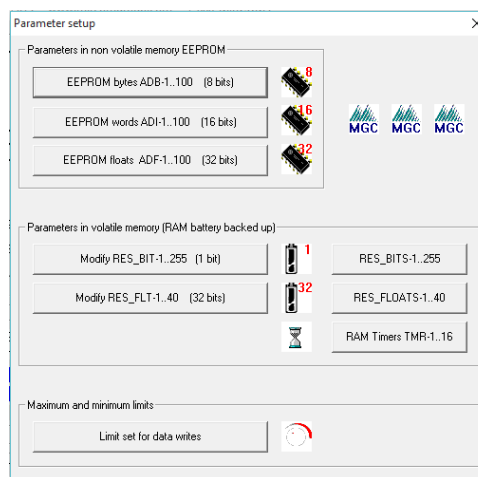 Parameter setup
Parameters in non volatile memory EEPROM
EEPROM bytes ADB-1..100 (8 bits)
8
EEPROM words ADI-1..100 (16 bits)
16
MGC MGC MGC
EEPROM floats ADF-1..100 (32 bits)
32
Parameters in volatile memory (RAM battery backed up)
Modify RES_BIT-1..255 (1 bit)
1
RES_BITS-1..255
Modify RES_FLT-1..40 (32 bits)
32
RES_FLOATS-1..40
RAM Timers TMR-1..16
Maximum and minimum limits
Limit set for data writes